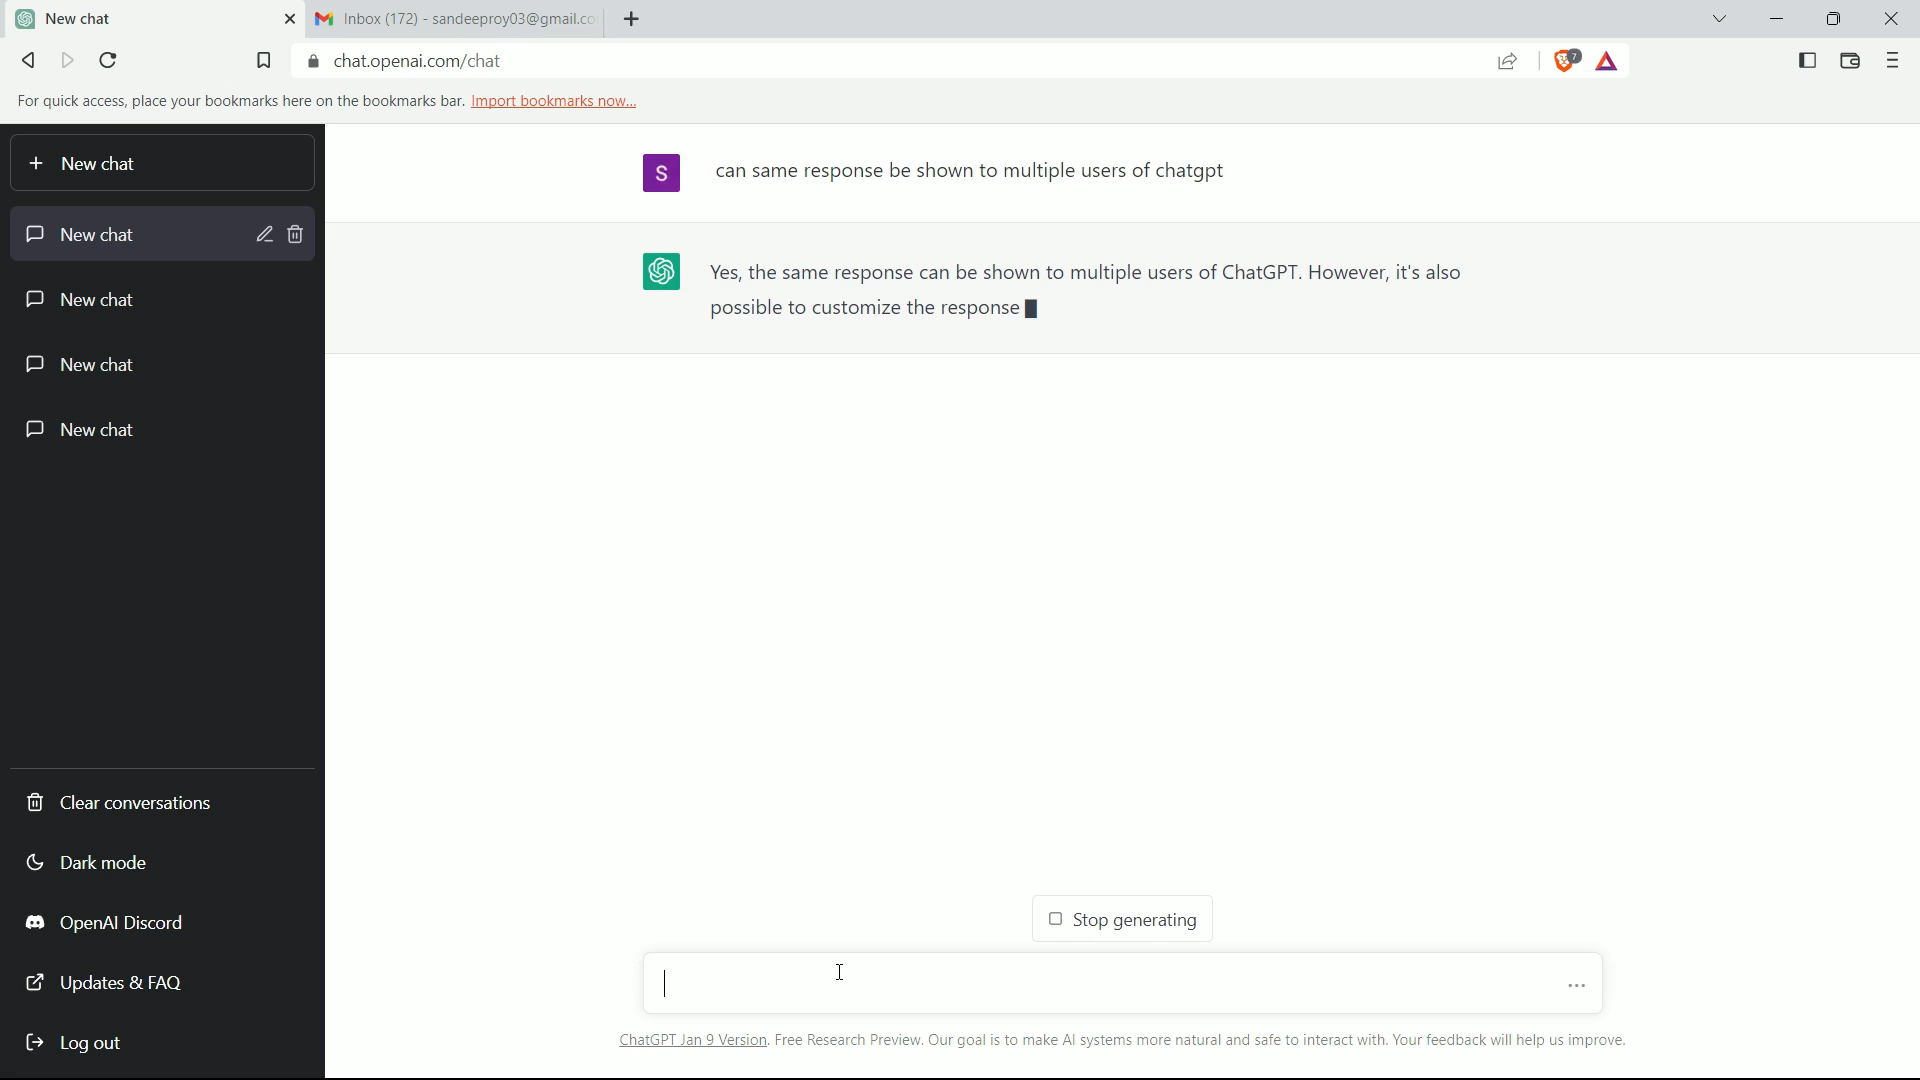 New chat
Inbox (172) - sandeeproy03@gmail.co
chat.openai.com/chat
7
For quick access, place your bookmarks here on the bookmarks bar. Import bookmarks now...
New chat
New chat
New chat
New chat
New chat
Clear conversations
Dark mode
OpenAI Discord
Updates & FAQ
Log out
S
can same response be shown to multiple users of chatgpt
Yes, the same response can be shown to multiple users of ChatGPT. However, it's also
possible to customize the response
Stop generating
ChatGPT Jan 9 Version. Free Research Preview. Our goal is to make AI systems more natural and safe to interact with. Your feedback will help us improve.